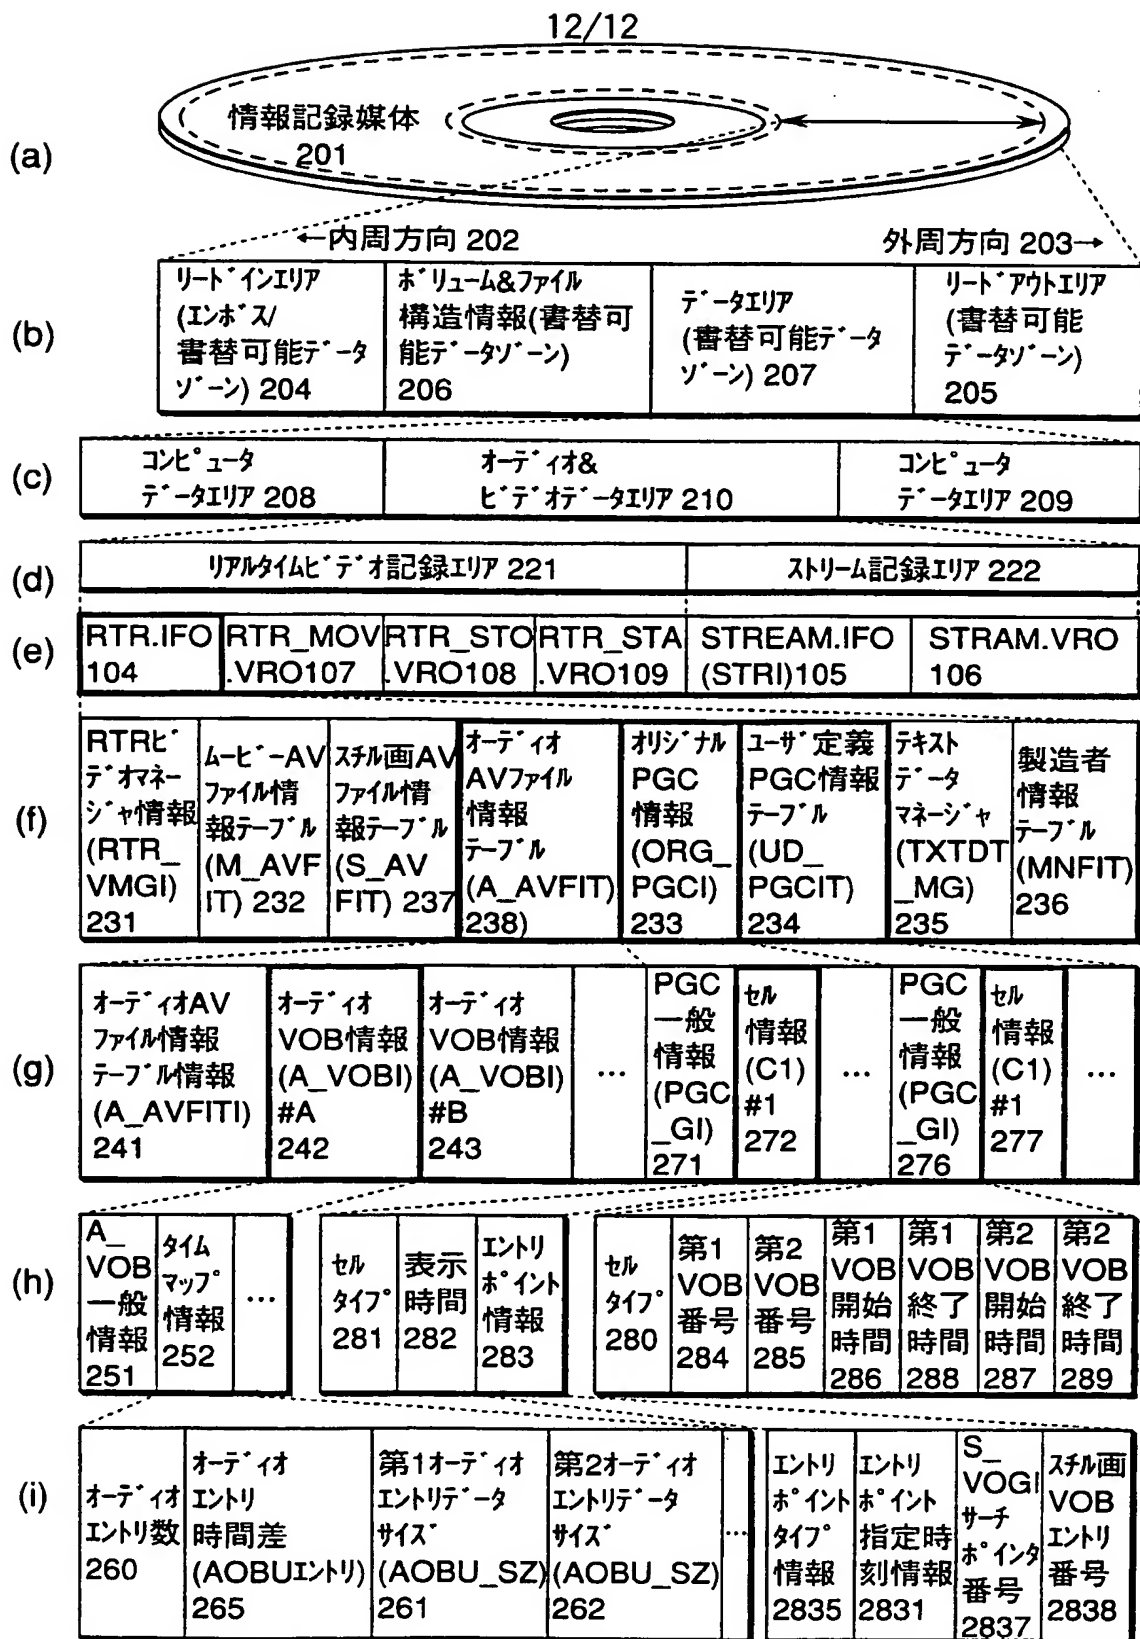 12/12
(a)
情報記録媒体
201
←内周方向 202
外周方向 203→
(b)
リードインエリア
(エンボス/
書替可能データ
ゾーン) 204
ボリューム&ファイル
構造情報(書替可
能データゾーン)
206
データエリア
(書替可能データ
ゾーン) 207
リードアウトエリア
(書替可能
データゾーン)
205
(c)
コンピュータ
データエリア 208
オーディオ&
ビデオデータエリア 210
コンピュータ
データエリア 209
(d)
リアルタイムビデオ記録エリア 221
ストリーム記録エリア 222
(e)
RTR.IFO
104
RTR_MOV
.VRO107
RTR_STO
.VRO108
RTR_STA
.VRO109
STREAM.IFO
(STRI)105
STRAM.VRO
106
(f)
RTRビ
デオマネー
ジャ情報
(RTR_
VMGI)
231
ムービーAV
ファイル情
報テーブル
(M_AVF
IT) 232
スチル画AV
ファイル情
報テーブル
(S_AV
FIT) 237
オーディオ
AVファイル
情報
テーブル
(A_AVFIT)
238)
オリジナル
PGC
情報
(ORG_
PGCI)
233
ユーザ定義
PGC情報
テーブル
(UD_
PGCIT)
234
テキスト
データ
マネージャ
(TXTDT
_MG)
235
製造者
情報
テーブル
(MNFIT)
236
(g)
オーディオAV
ファイル情報
テーブル情報
(A_AVFITI)
241
オーディオ
VOB情報
(A_VOBI)
#A
242
オーディオ
VOB情報
(A_VOBI)
#B
243
…
PGC
一般
情報
(PGC
_GI)
271
セル
情報
(C1)
#1
272
…
PGC
一般
情報
(PGC
_GI)
276
セル
情報
(C1)
#1
277
…
(h)
A_
VOB
一般
情報
251
タイム
マップ
情報
252
…
セル
タイプ
281
表示
時間
282
エントリ
ポイント
情報
283
セル
タイプ
280
第1
VOB
番号
284
第2
VOB
番号
285
第1
VOB
開始
時間
286
第1
VOB
終了
時間
288
第2
VOB
開始
時間
287
第2
VOB
終了
時間
289
(i)
オーディオ
エントリ数
260
オーディオ
エントリ
時間差
(AOBUエントリ)
265
第1オーディオ
エントリデータ
サイズ
(AOBU_SZ)
261
第2オーディオ
エントリデータ
サイズ
(AOBU_SZ)
262
…
エントリ
ポイント
タイプ
情報
2835
エントリ
ポイント
指定時
刻情報
2831
S_
VOGI
サーチ
ポインタ
番号
2837
スチル画
VOB
エントリ
番号
2838